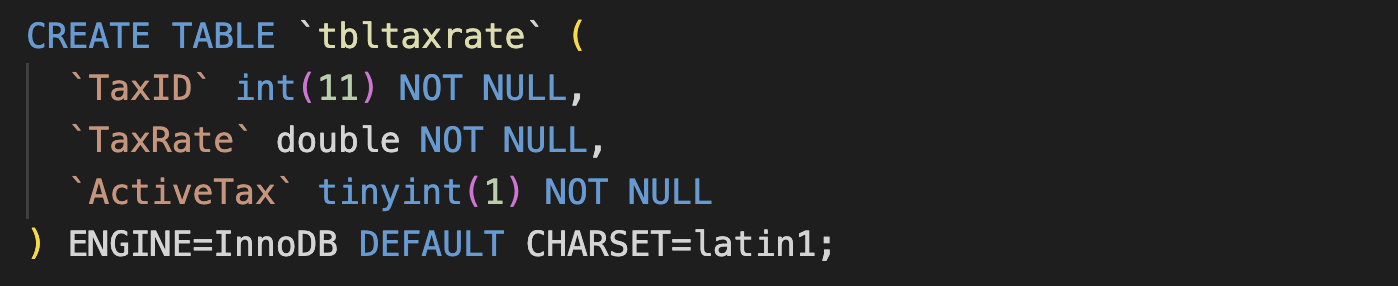 CREATE TABLE `tbltaxrate` (
  `TaxID` int(11) NOT NULL,
  `TaxRate` double NOT NULL,
  `ActiveTax` tinyint(1) NOT NULL
) ENGINE=InnoDB DEFAULT CHARSET=latin1;